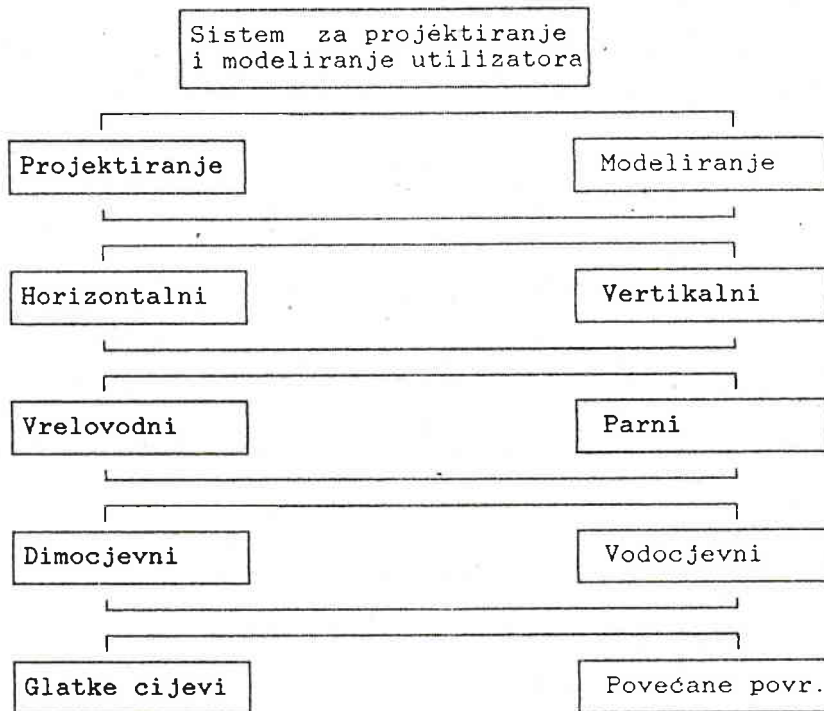 Sistem za projektiranje
i modeliranje utilizatora
Projektiranje
Modeliranje
Horizontalni
Vertikalni
Vrelovodni
Parni
Dimocjevni
Vodocjevni
Glatke cijevi
Povećane povr.